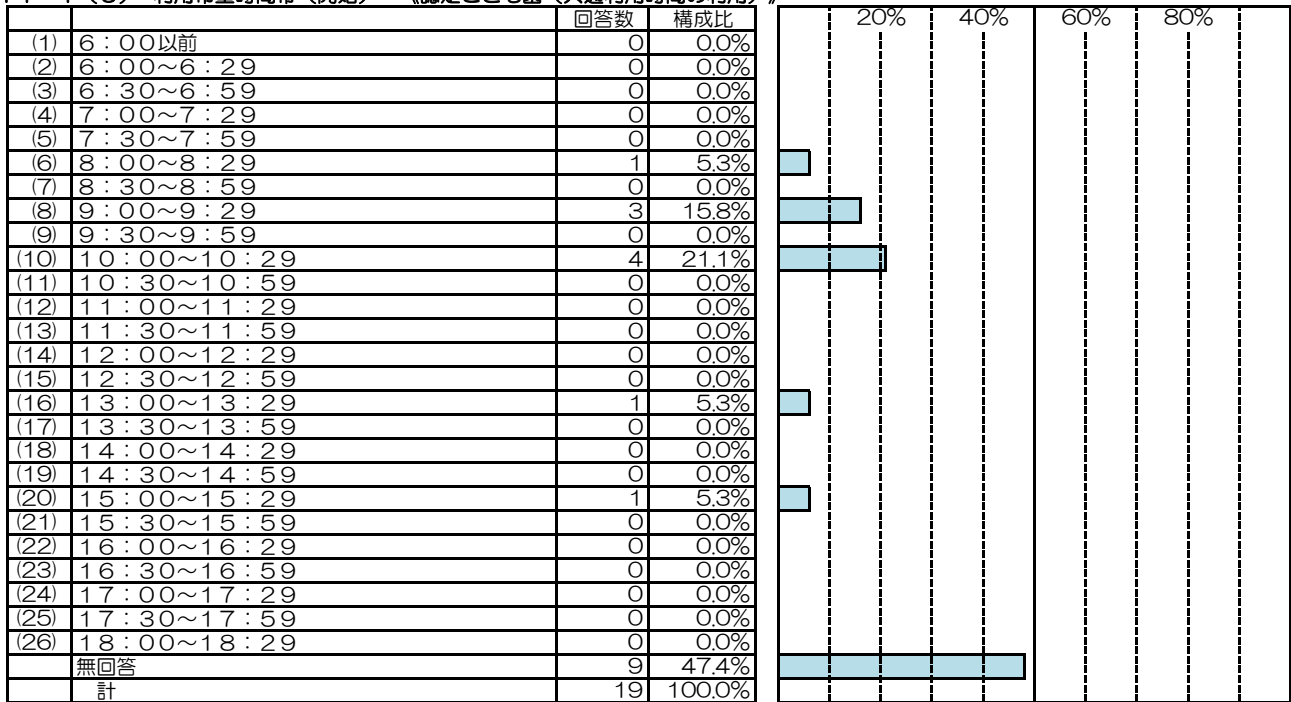 回答数 構成比 20% 40% 60% 80%
(1) 6：00以前 0 0.0%
(2) 6：00～6：29 0 0.0%
(3) 6：30～6：59 0 0.0%
(4) 7：00～7：29 0 0.0%
(5) 7：30～7：59 0 0.0%
(6) 8：00～8：29 1 5.3%
(7) 8：30～8：59 0 0.0%
(8) 9：00～9：29 3 15.8%
(9) 9：30～9：59 0 0.0%
(10) 10：00～10：29 4 21.1%
(11) 10：30～10：59 0 0.0%
(12) 11：00～11：29 0 0.0%
(13) 11：30～11：59 0 0.0%
(14) 12：00～12：29 0 0.0%
(15) 12：30～12：59 0 0.0%
(16) 13：00～13：29 1 5.3%
(17) 13：30～13：59 0 0.0%
(18) 14：00～14：29 0 0.0%
(19) 14：30～14：59 0 0.0%
(20) 15：00～15：29 1 5.3%
(21) 15：30～15：59 0 0.0%
(22) 16：00～16：29 0 0.0%
(23) 16：30～16：59 0 0.0%
(24) 17：00～17：29 0 0.0%
(25) 17：30～17：59 0 0.0%
(26) 18：00～18：29 0 0.0%
無回答 9 47.4%
計 19 100.0%